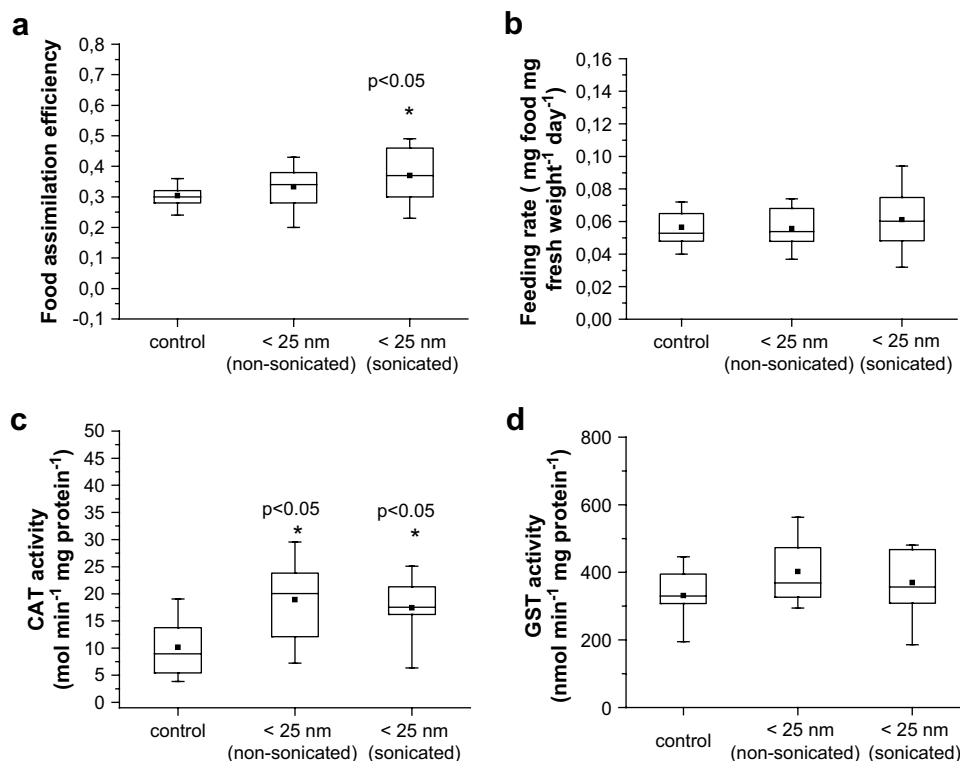 a
Food assimilation efficiency
0,8
0,7
0,6
0,5
0,4
0,3
0,2
0,1
0,0
-0,1
p<0.05
*
control
< 25 nm
(non-sonicated)
< 25 nm
(sonicated)
b
Feeding rate ( mg food mg
fresh weight⁻¹ day⁻¹)
0,16
0,14
0,12
0,10
0,08
0,06
0,04
0,02
0,00
control
< 25 nm
(non-sonicated)
< 25 nm
(sonicated)
c
CAT activity
(mol min⁻¹ mg protein⁻¹)
50
45
40
35
30
25
20
15
10
5
0
p<0.05
*
p<0.05
*
control
< 25 nm
(non-sonicated)
< 25 nm
(sonicated)
d
GST activity
(nmol min⁻¹ mg protein⁻¹)
800
600
400
200
0
control
< 25 nm
(non-sonicated)
< 25 nm
(sonicated)